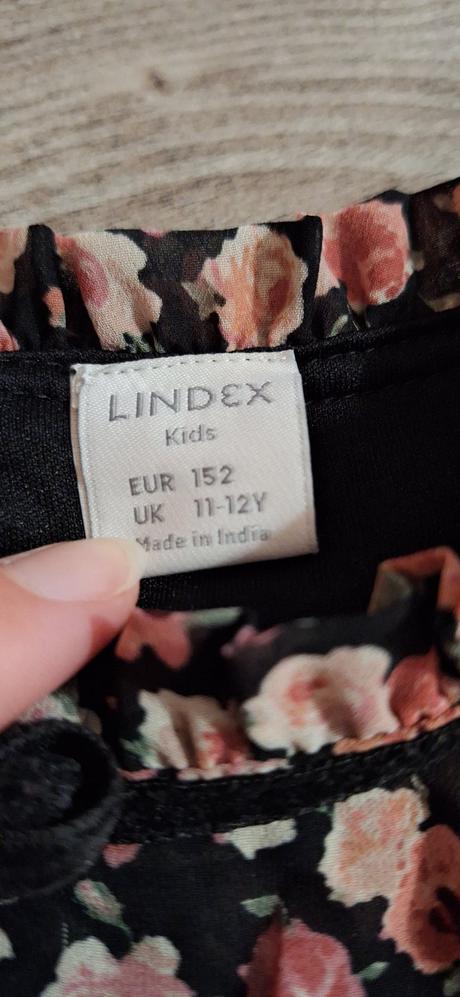 LINDEX
Kids
EUR 152
UK 11-12Y
Made in India